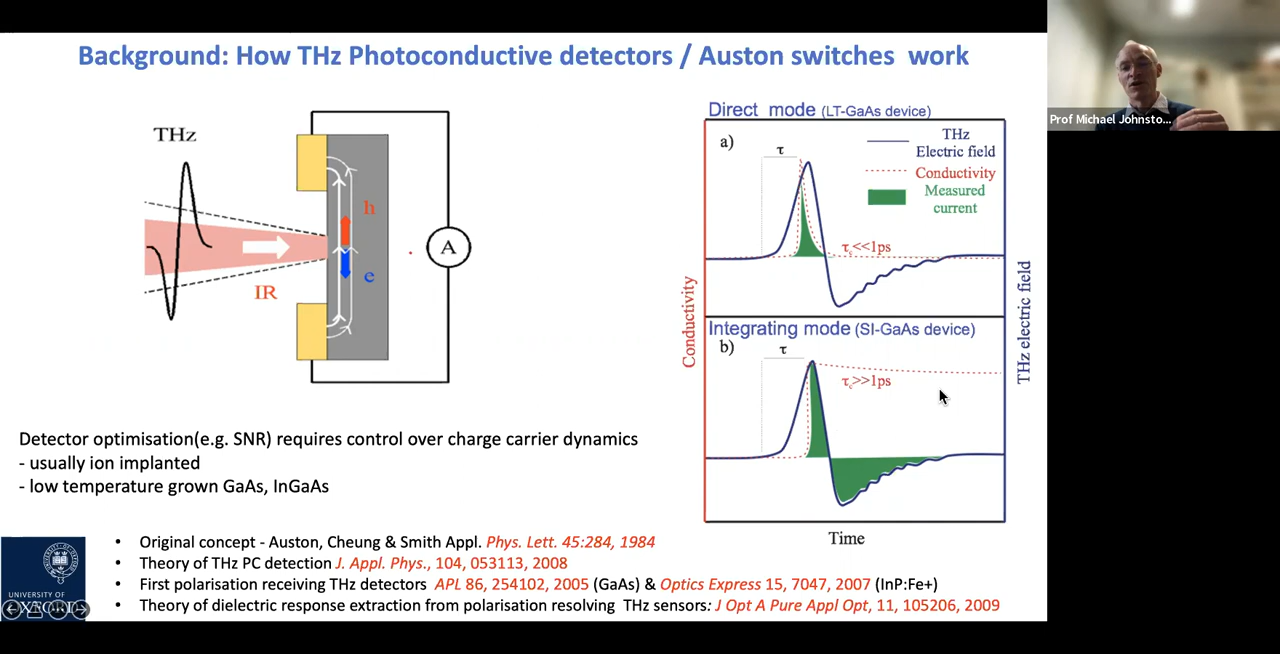 Background: How THz Photoconductive detectors / Auston switches work
Prof Michael Johnsto...
THz
IR
h
e
A
Direct mode (LT-GaAs device)
a)
τ
THz
Electric field
Conductivity
Measured
current
τc<<1ps
Integrating mode (SI-GaAs device)
b)
τ
τc>>1ps
Conductivity
THz electric field
Time
Detector optimisation(e.g. SNR) requires control over charge carrier dynamics
- usually ion implanted
- low temperature grown GaAs, InGaAs
• Original concept - Auston, Cheung & Smith Appl. Phys. Lett. 45:284, 1984
• Theory of THz PC detection J. Appl. Phys., 104, 053113, 2008
• First polarisation receiving THz detectors APL 86, 254102, 2005 (GaAs) & Optics Express 15, 7047, 2007 (InP:Fe+)
• Theory of dielectric response extraction from polarisation resolving THz sensors: J Opt A Pure Appl Opt, 11, 105206, 2009
UNIVERSITY OF